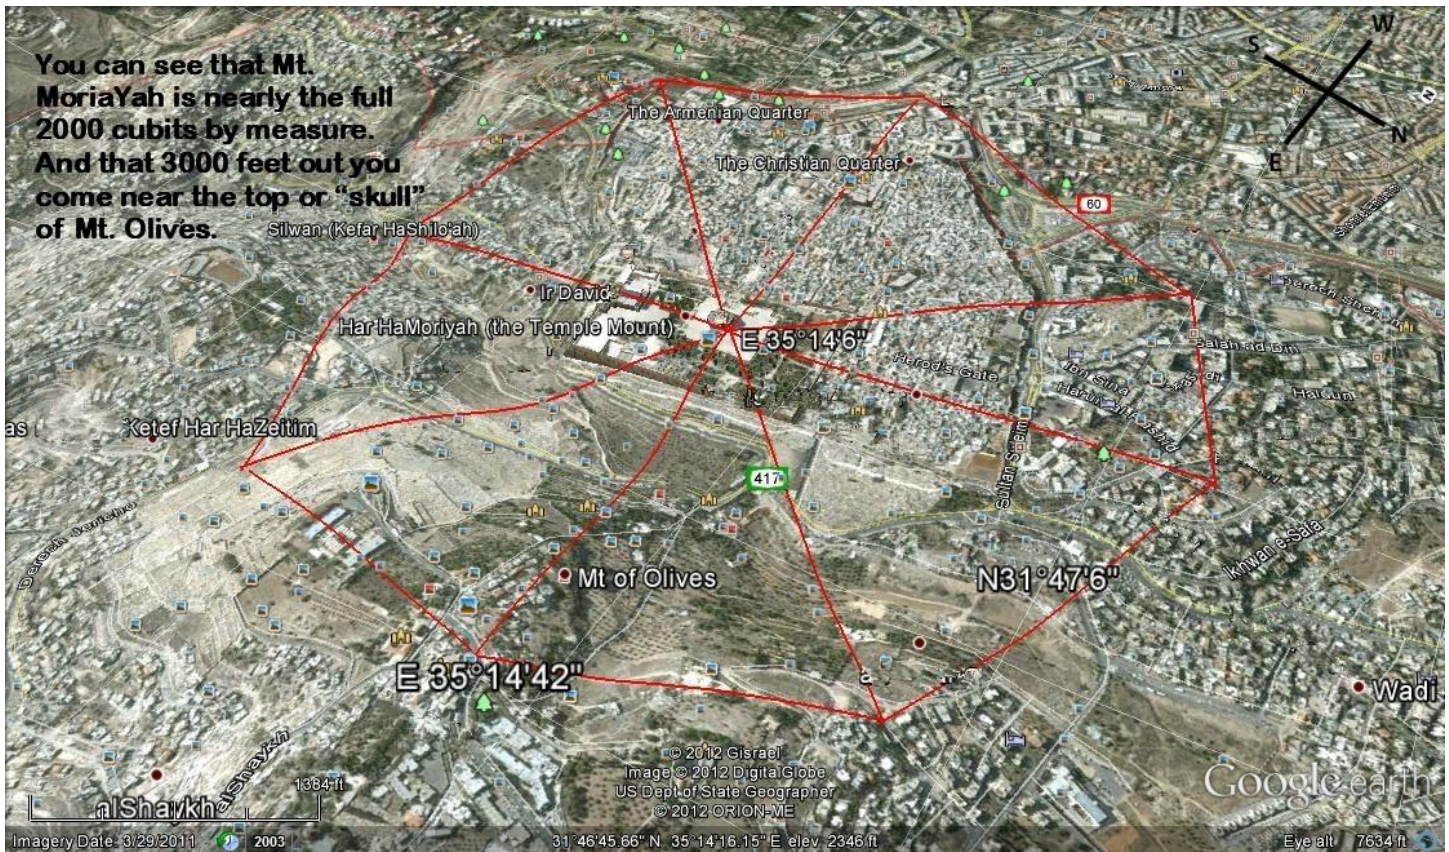 You can see that Mt.
MoriaYah is nearly the full
2000 cubits by measure.
And that 3000 feet out you
come near the top or “skull”
of Mt. Olives.
W
S
N
E
N
The Armenian Quarter
The Christian Quarter
60
Silwan (Kefar HaShilo'ah)
Ir David
Har HaMoriyah (the Temple Mount)
E 35°14'6"
Herod's Gate
Salah ad Din
Ibn Sina
Ketef Har HaZeitim
417
Derech Jericho
Mt of Olives
N31°47'6"
Ikhwan e-Safa
E 35°14'42"
Wadi
© 2012 Gisrael
Image © 2012 DigitalGlobe
US Dept of State Geographer
© 2012 ORION-ME
Google earth
1384 ft
alShaykh
Imagery Date: 3/29/2011 2003 31°46'45.66" N 35°14'16.15" E elev 2346 ft Eye alt 7634 ft